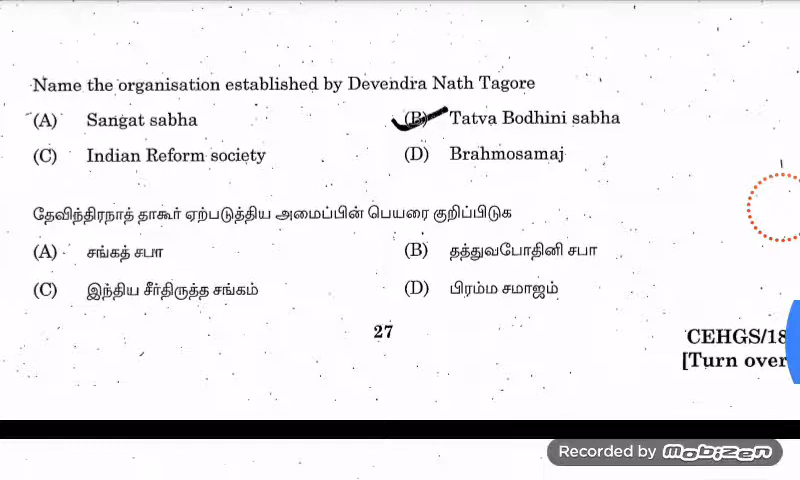 Name the organisation established by Devendra Nath Tagore
(A) Sangat sabha (B) Tatva Bodhini sabha
(C) Indian Reform society (D) Brahmosamaj
தேவிந்திரநாத் தாகூர் ஏற்படுத்திய அமைப்பின் பெயரை குறிப்பிடுக
(A) சங்கத் சபா (B) தத்துவபோதினி சபா
(C) இந்திய சீர்திருத்த சங்கம் (D) பிரம்ம சமாஜம்
27
CEHGS/18
[Turn over
Recorded by mobizen